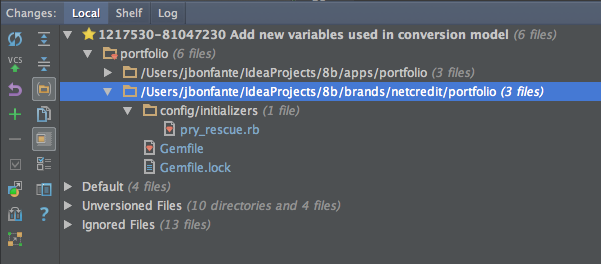 Changes: Local Shelf Log
1217530-81047230 Add new variables used in conversion model (6 files)
portfolio (6 files)
/Users/jbonfante/IdeaProjects/8b/apps/portfolio (3 files)
/Users/jbonfante/IdeaProjects/8b/brands/netcredit/portfolio (3 files)
config/initializers (1 file)
pry_rescue.rb
Gemfile
Gemfile.lock
Default (4 files)
Unversioned Files (10 directories and 4 files)
Ignored Files (13 files)
VCS
?